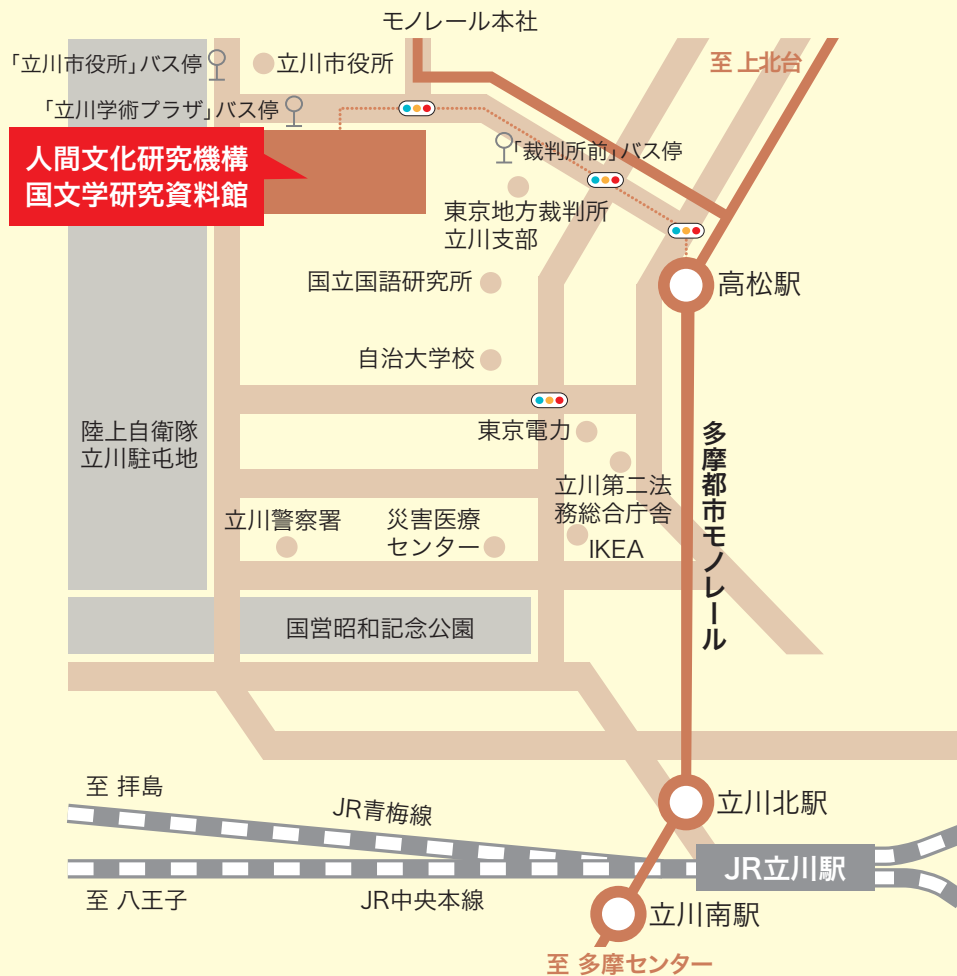 モノレール本社
「立川市役所」バス停
立川市役所
至 上北台
「立川学術プラザ」バス停
人間文化研究機構
国文学研究資料館
「裁判所前」バス停
東京地方裁判所
立川支部
国立国語研究所
高松駅
自治大学校
陸上自衛隊
立川駐屯地
東京電力
多摩都市モノレール
立川第二法
務総合庁舎
立川警察署
災害医療
センター
IKEA
国営昭和記念公園
至 拝島
JR青梅線
立川北駅
JR立川駅
至 八王子
JR中央本線
立川南駅
至 多摩センター